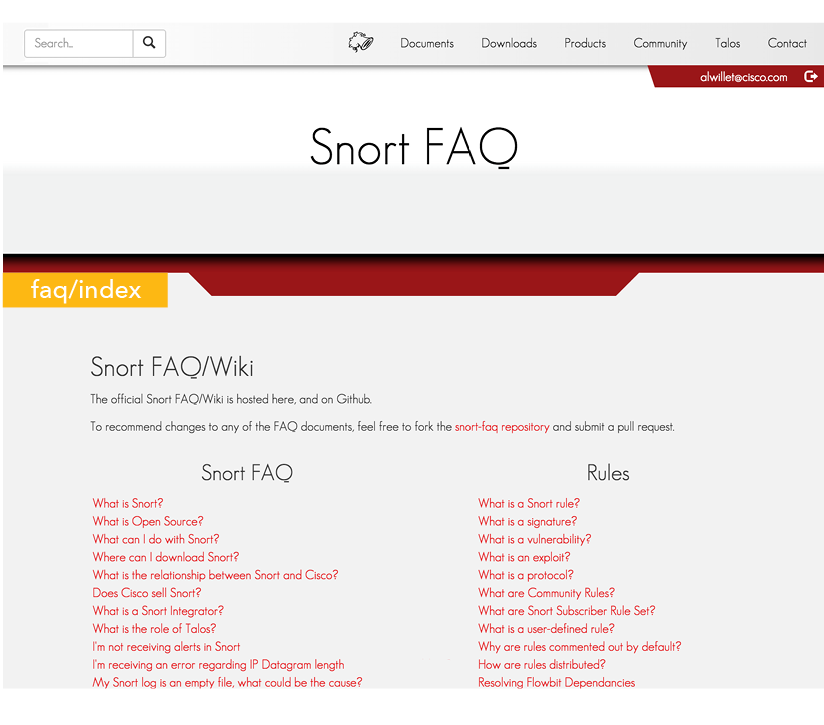 Search...
Documents Downloads Products Community Talos Contact
alwillet@cisco.com
Snort FAQ
faq/index
Snort FAQ/Wiki
The official Snort FAQ/Wiki is hosted here, and on Github.
To recommend changes to any of the FAQ documents, feel free to fork the snort-faq repository and submit a pull request.
Snort FAQ
What is Snort?
What is Open Source?
What can I do with Snort?
Where can I download Snort?
What is the relationship between Snort and Cisco?
Does Cisco sell Snort?
What is a Snort Integrator?
What is the role of Talos?
I'm not receiving alerts in Snort
I'm receiving an error regarding IP Datagram length
My Snort log is an empty file, what could be the cause?
Rules
What is a Snort rule?
What is a signature?
What is a vulnerability?
What is an exploit?
What is a protocol?
What are Community Rules?
What are Snort Subscriber Rule Set?
What is a user-defined rule?
Why are rules commented out by default?
How are rules distributed?
Resolving Flowbit Dependancies